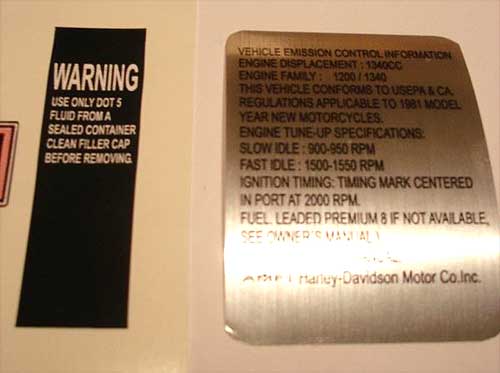 WARNING
USE ONLY DOT 5
FLUID FROM A
SEALED CONTAINER
CLEAN FILLER CAP
BEFORE REMOVING.
VEHICLE EMISSION CONTROL INFORMATION
ENGINE DISPLACEMENT : 1340CC
ENGINE FAMILY : 1200 / 1340
THIS VEHICLE CONFORMS TO USEPA & CA.
REGULATIONS APPLICABLE TO 1981 MODEL
YEAR NEW MOTORCYCLES.
ENGINE TUNE-UP SPECIFICATIONS:
SLOW IDLE : 900-950 RPM
FAST IDLE : 1500-1550 RPM
IGNITION TIMING: TIMING MARK CENTERED
IN PORT AT 2000 RPM.
FUEL. LEADED PREMIUM 8 IF NOT AVAILABLE,
SEE OWNER'S MANUAL
Harley-Davidson Motor Co.Inc.